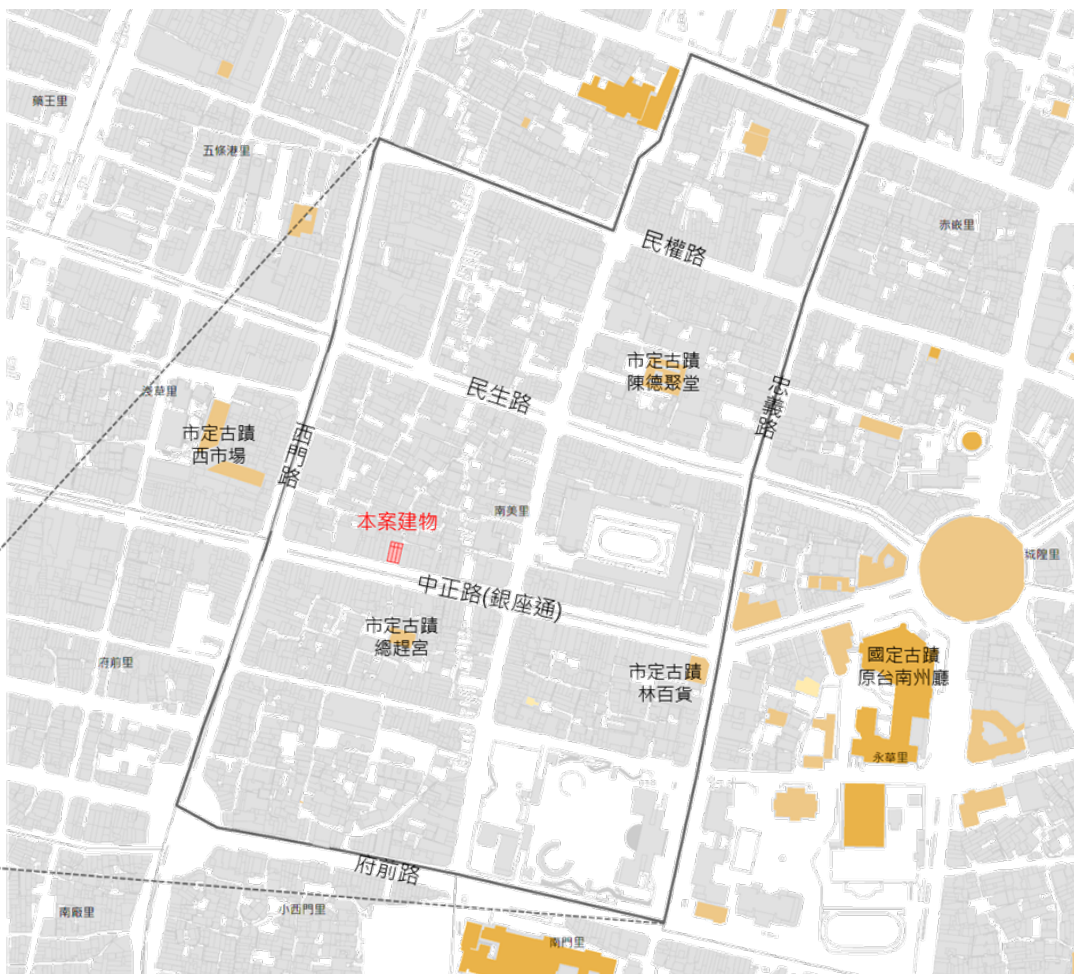 藥王里
五條港里
赤嵌里
民權路
市定古蹟
陳德聚堂
淺草里
民生路
忠義路
市定古蹟
西市場
西門路
南美里
本案建物
城隍里
中正路(銀座通)
市定古蹟
總趕宮
府前里
市定古蹟
林百貨
國定古蹟
原台南州廳
永華里
府前路
南廠里
小西門里
南門里